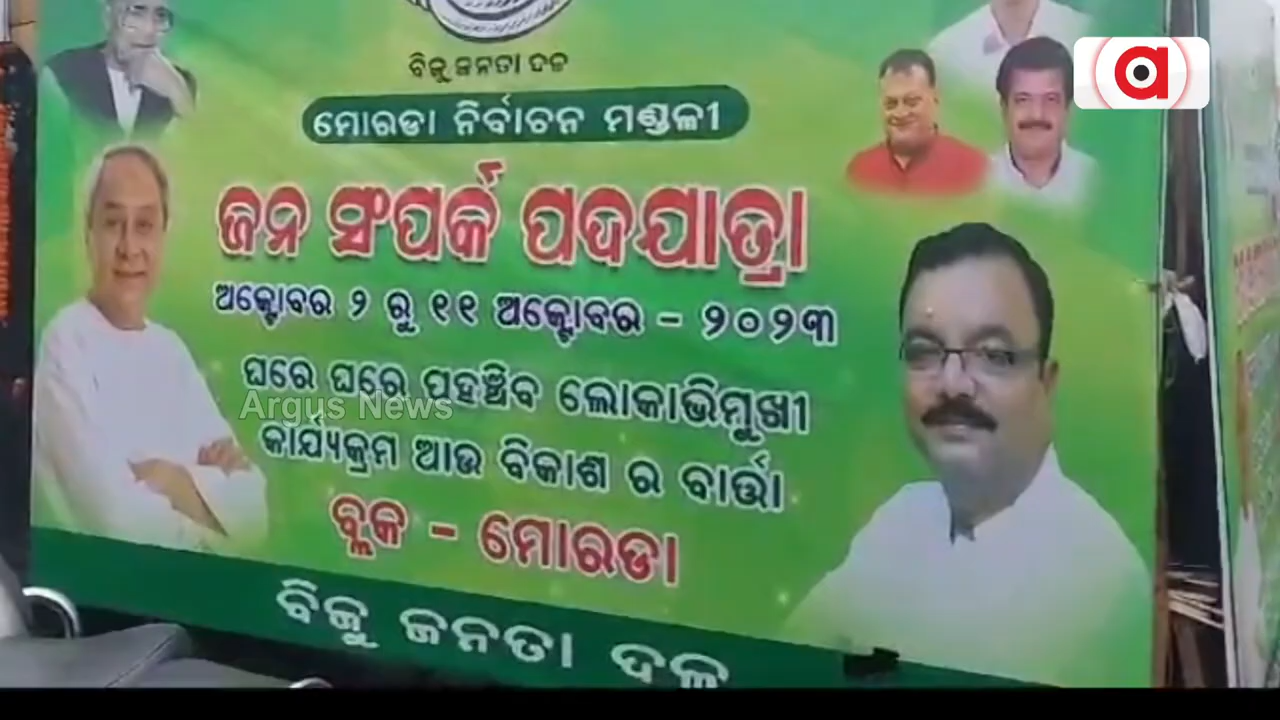 ବିଜୁ ଜନତା ଦଳ
ମୋରଡା ନିର୍ବାଚନ ମଣ୍ଡଳୀ
ଜନ ସଂପର୍କ ପଦଯାତ୍ରା
ଅକ୍ଟୋବର ୨ ରୁ ୧୧ ଅକ୍ଟୋବର - ୨୦୨୩
ଘରେ ଘରେ ପହଞ୍ଚିବ ଲୋକାଭିମୁଖୀ
Argus News
କାର୍ଯ୍ୟକ୍ରମ ଆଉ ବିକାଶ ର ବାର୍ତ୍ତା
ବ୍ଲକ - ମୋରଡା
ବିଜୁ ଜନତା ଦଳ